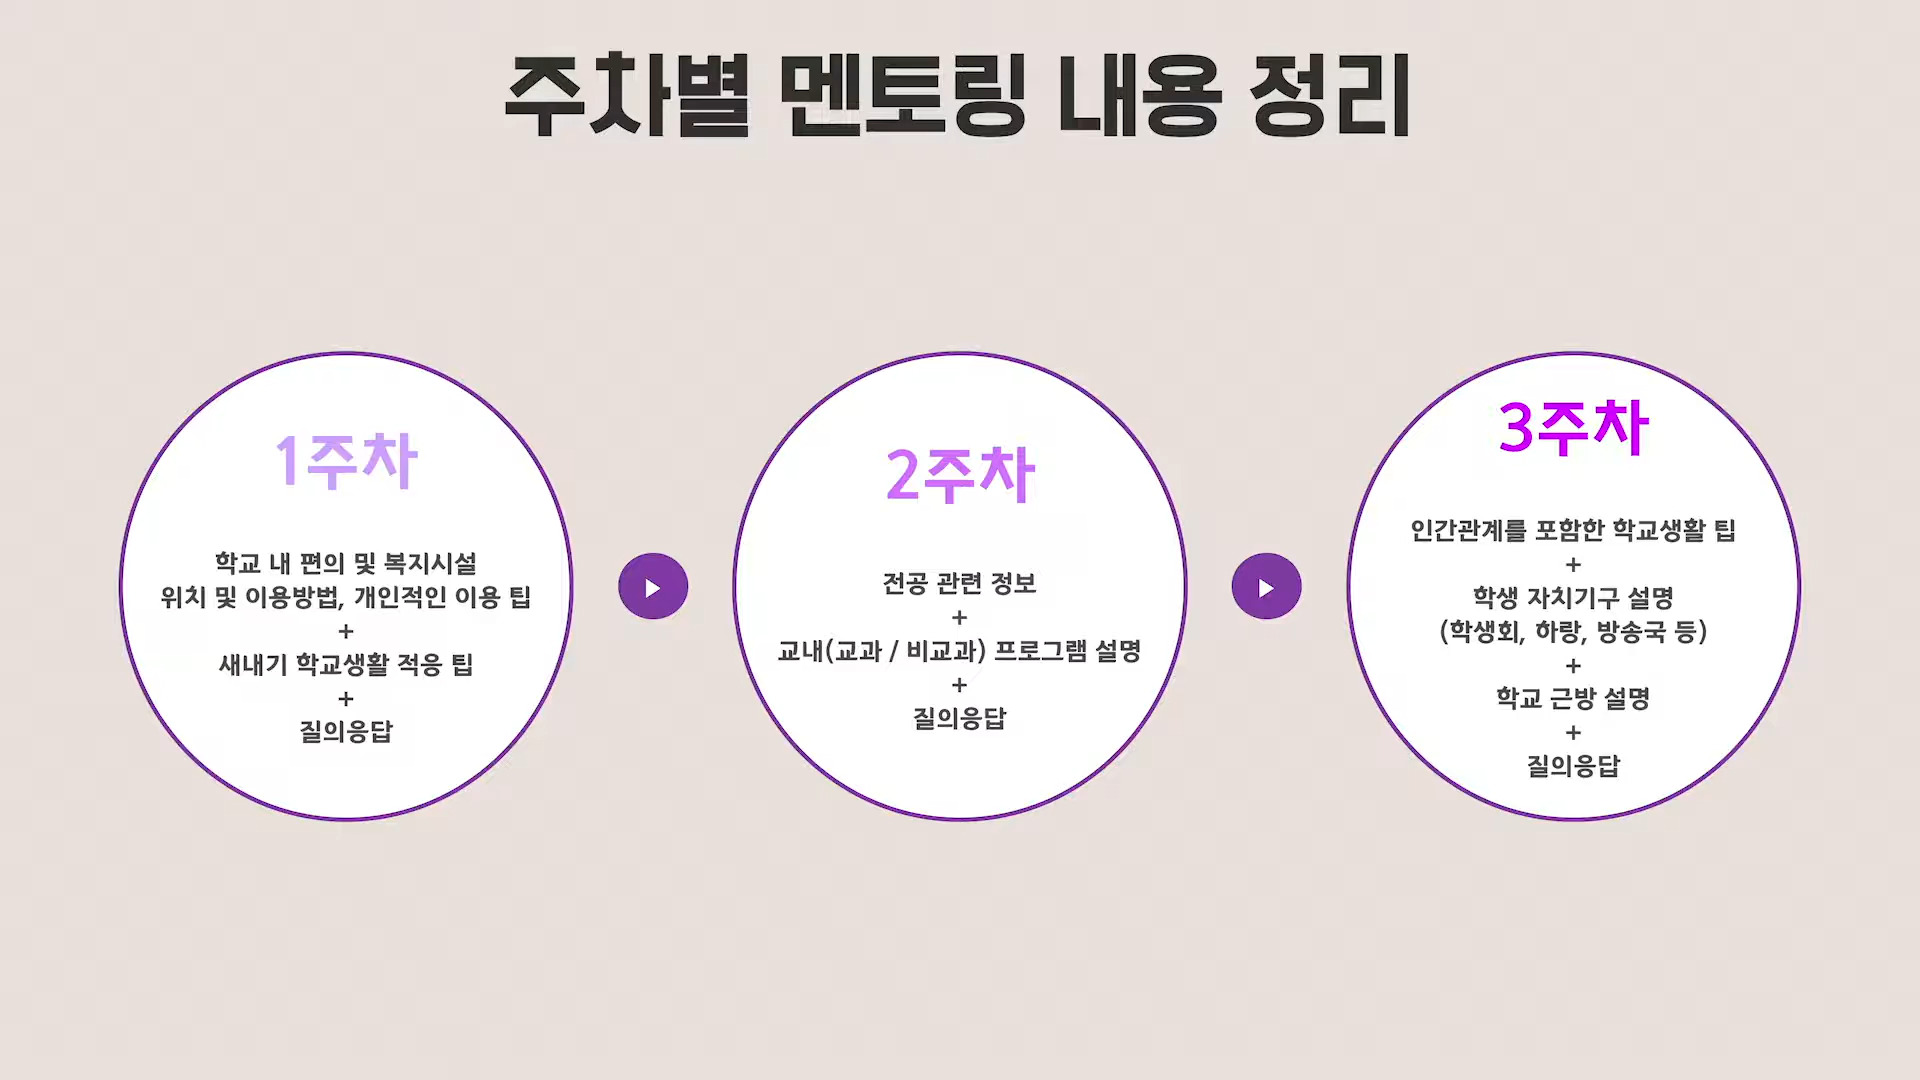 주차별 멘토링 내용 정리
1주차
학교 내 편의 및 복지시설
위치 및 이용방법, 개인적인 이용 팁
+
새내기 학교생활 적응 팁
+
질의응답
2주차
전공 관련 정보
+
교내(교과 / 비교과) 프로그램 설명
+
질의응답
3주차
인간관계를 포함한 학교생활 팁
+
학생 자치기구 설명
(학생회, 하랑, 방송국 등)
+
학교 근방 설명
+
질의응답